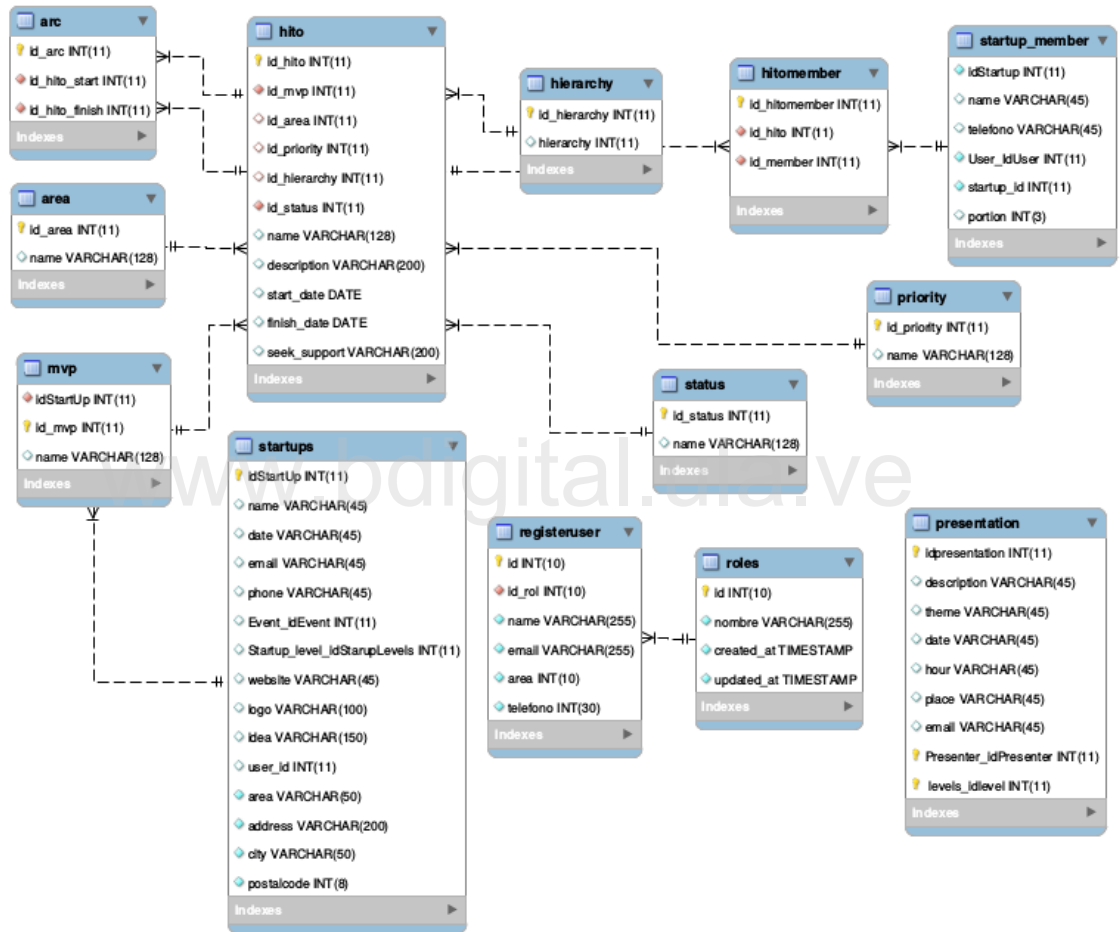 arc
id_arc INT(11)
id_hito_start INT(11)
id_hito_finish INT(11)
Indexes
hito
id_hito INT(11)
id_mvp INT(11)
id_area INT(11)
id_priority INT(11)
id_hierarchy INT(11)
id_status INT(11)
name VARCHAR(128)
description VARCHAR(200)
start_date DATE
finish_date DATE
seek_support VARCHAR(200)
Indexes
hierarchy
id_hierarchy INT(11)
hierarchy INT(11)
Indexes
hitomember
id_hitomember INT(11)
id_hito INT(11)
id_member INT(11)
Indexes
startup_member
idStartup INT(11)
name VARCHAR(45)
telefono VARCHAR(45)
User_idUser INT(11)
startup_id INT(11)
portion INT(3)
Indexes
area
id_area INT(11)
name VARCHAR(128)
Indexes
priority
id_priority INT(11)
name VARCHAR(128)
Indexes
mvp
idStartUp INT(11)
id_mvp INT(11)
name VARCHAR(128)
Indexes
status
id_status INT(11)
name VARCHAR(128)
Indexes
www.bdigital.ula.ve
startups
idStartUp INT(11)
name VARCHAR(45)
date VARCHAR(45)
email VARCHAR(45)
phone VARCHAR(45)
Event_idEvent INT(11)
Startup_level_idStarupLevels INT(11)
website VARCHAR(45)
logo VARCHAR(100)
idea VARCHAR(150)
user_id INT(11)
area VARCHAR(50)
address VARCHAR(200)
city VARCHAR(50)
postalcode INT(8)
Indexes
registeruser
id INT(10)
id_rol INT(10)
name VARCHAR(255)
email VARCHAR(255)
area INT(10)
telefono INT(30)
Indexes
roles
id INT(10)
nombre VARCHAR(255)
created_at TIMESTAMP
updated_at TIMESTAMP
Indexes
presentation
idpresentation INT(11)
description VARCHAR(45)
theme VARCHAR(45)
date VARCHAR(45)
hour VARCHAR(45)
place VARCHAR(45)
email VARCHAR(45)
Presenter_idPresenter INT(11)
levels_idlevel INT(11)
Indexes